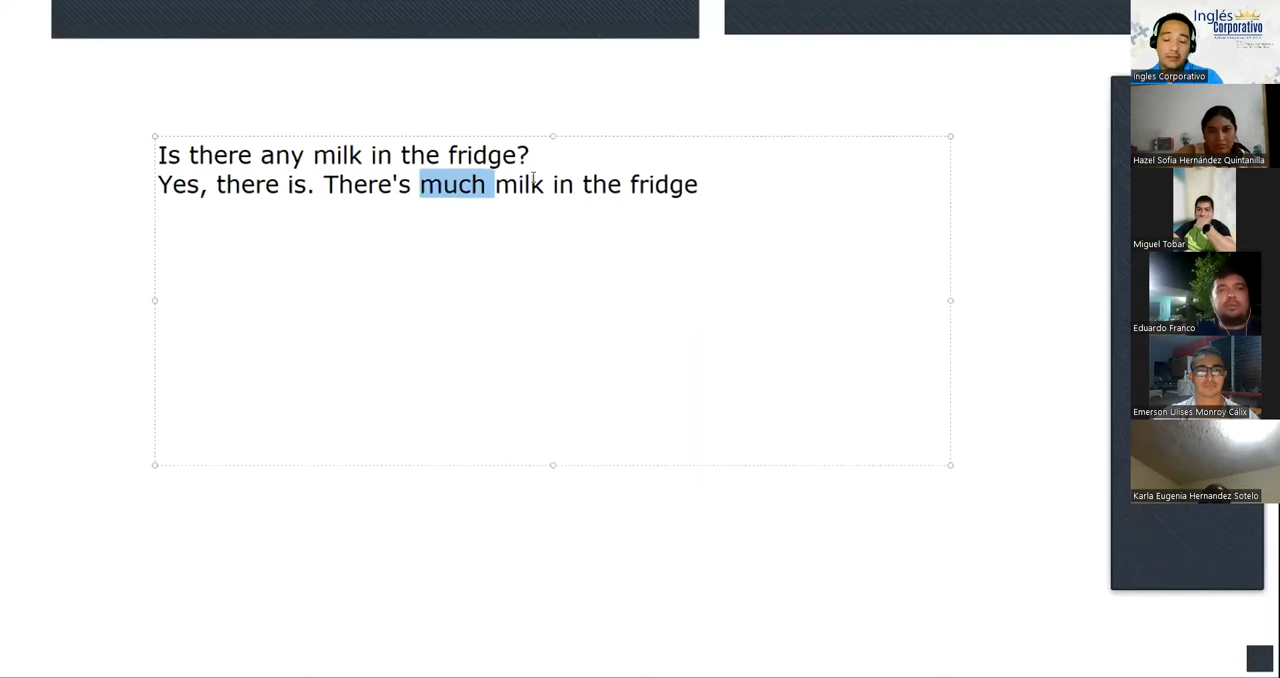 Is there any milk in the fridge?
Yes, there is. There's much milk in the fridge
Inglés
Corporativo
Ingles Corporativo
Hazel Sofia Hernández Quintanilla
Miguel Tobar
Eduardo Franco
Emerson Ulises Monroy Cálix
Karla Eugenia Hernandez Sotelo